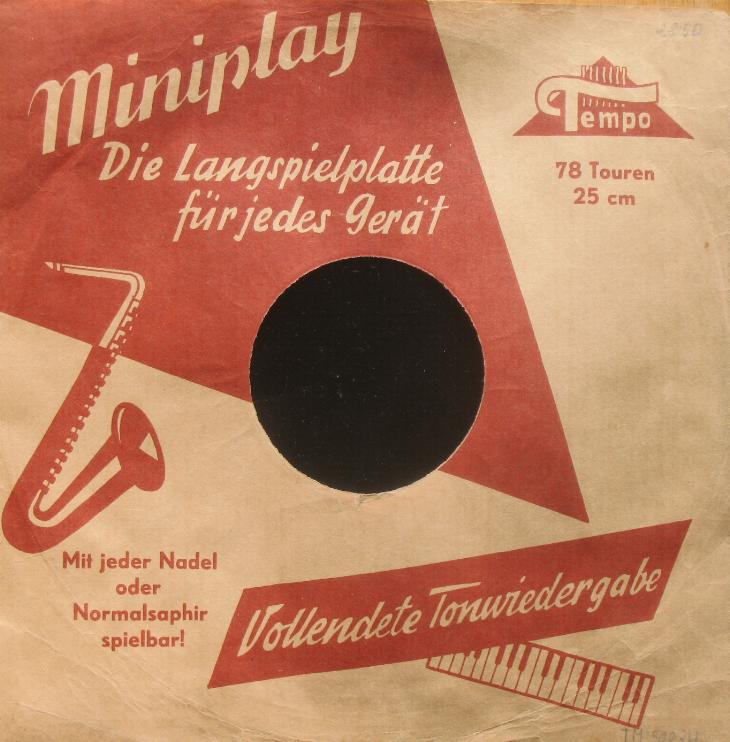 Miniplay
Die Langspielplatte
für jedes Gerät
Tempo
78 Touren
25 cm
Mit jeder Nadel
oder
Normalsaphir
spielbar!
Vollendete Tonwiedergabe